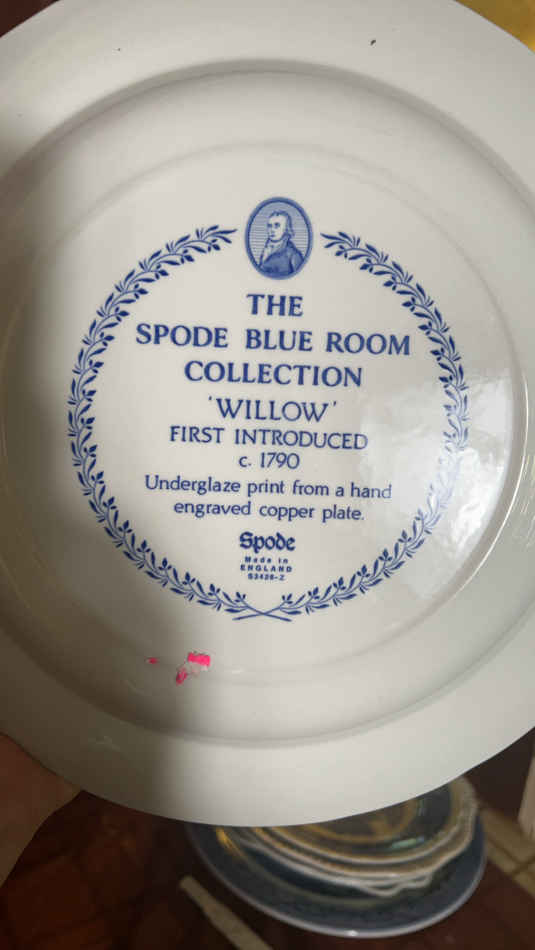 THE
SPODE BLUE ROOM
COLLECTION
'WILLOW'
FIRST INTRODUCED
c. 1790
Underglaze print from a hand
engraved copper plate.
Spode
Made in
ENGLAND
S3426-Z